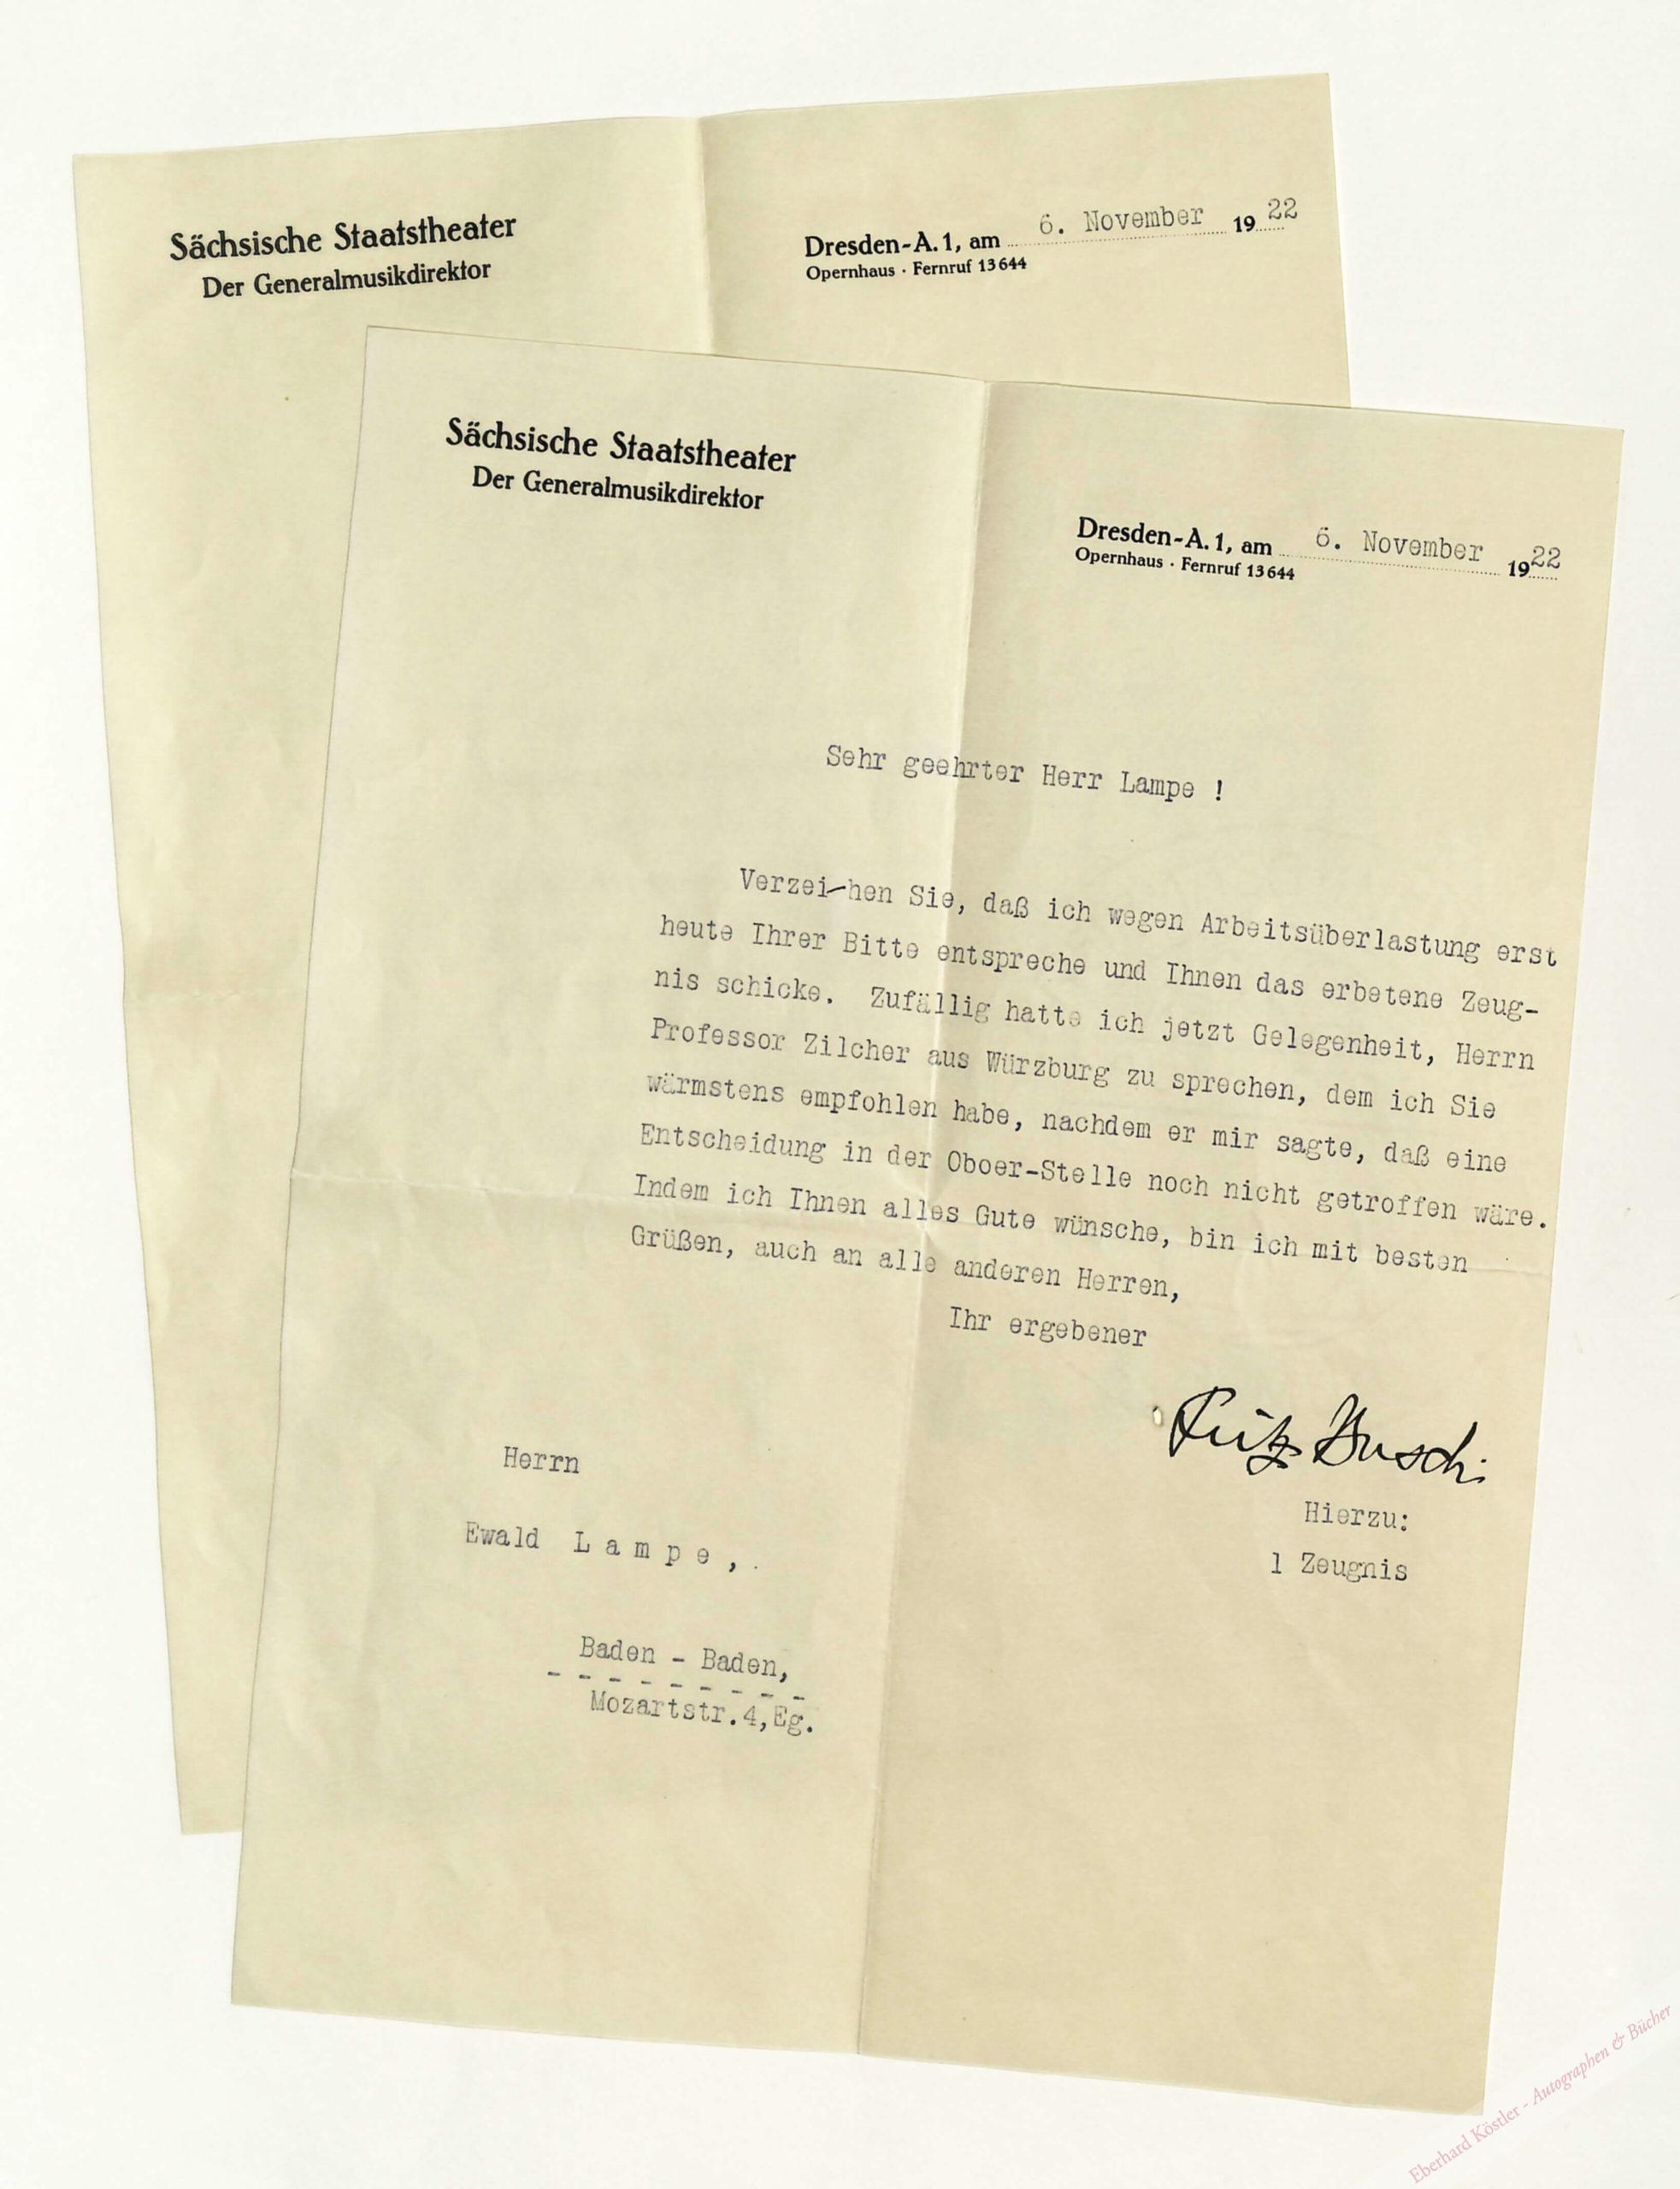 Sächsische Staatstheater
Der Generalmusikdirektor
Dresden-A. 1, am 6. November 1922
Opernhaus · Fernruf 13644
Sächsische Staatstheater
Der Generalmusikdirektor
Dresden-A. 1, am 6. November 1922
Opernhaus · Fernruf 13644
Sehr geehrter Herr Lampe !
Verzei-hen Sie, daß ich wegen Arbeitsüberlastung erst
heute Ihrer Bitte entspreche und Ihnen das erbetene Zeug-
nis schicke. Zufällig hatte ich jetzt Gelegenheit, Herrn
Professor Zilcher aus Würzburg zu sprechen, dem ich Sie
wärmstens empfohlen habe, nachdem er mir sagte, daß eine
Entscheidung in der Oboer-Stelle noch nicht getroffen wäre.
Indem ich Ihnen alles Gute wünsche, bin ich mit besten
Grüßen, auch an alle anderen Herren,
Ihr ergebener
Fritz Busch.
Hierzu:
1 Zeugnis
Herrn
Ewald L a m p e ,
Baden - Baden,
Mozartstr.4,Eg.
Eberhard Köstler - Autographen & Bücher